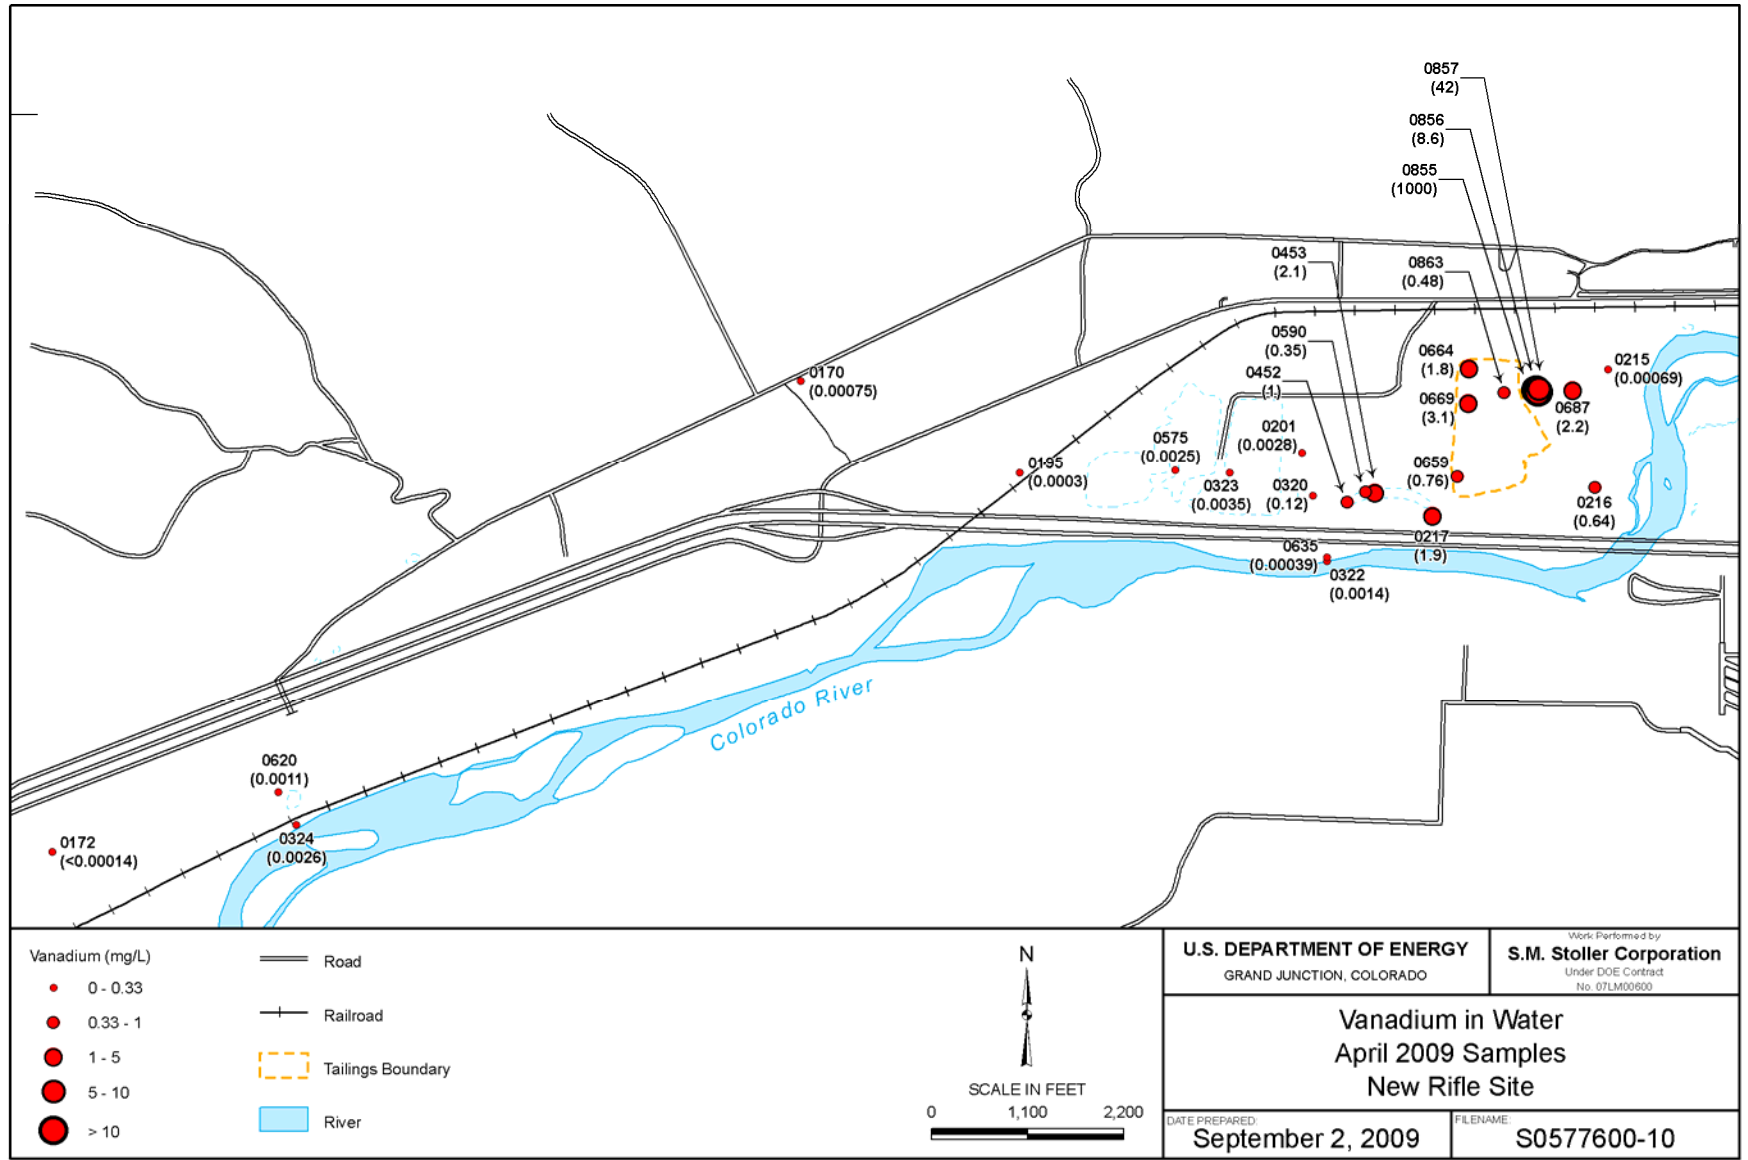 0857
(42)
0856
(8.6)
0855
(1000)
0453
(2.1)
0863
(0.48)
0590
(0.35)
0452
(1)
0664
(1.8)
0669
(3.1)
0215
(0.00069)
0687
(2.2)
0170
(0.00075)
0201
(0.0028)
0575
(0.0025)
0195
(0.0003)
0323
(0.0035)
0320
(0.12)
0659
(0.76)
0216
(0.64)
0217
(1.9)
0635
(0.00039)
0322
(0.0014)
Colorado River
0620
(0.0011)
0324
(0.0026)
0172
(<0.00014)
Vanadium (mg/L)
0 - 0.33
0.33 - 1
1 - 5
5 - 10
> 10
Road
Railroad
Tailings Boundary
River
N
SCALE IN FEET
0 1,100 2,200
U.S. DEPARTMENT OF ENERGY
GRAND JUNCTION, COLORADO
Work Performed by
S.M. Stoller Corporation
Under DOE Contract
No. 07LM00600
Vanadium in Water
April 2009 Samples
New Rifle Site
DATE PREPARED:
September 2, 2009
FILENAME:
S0577600-10